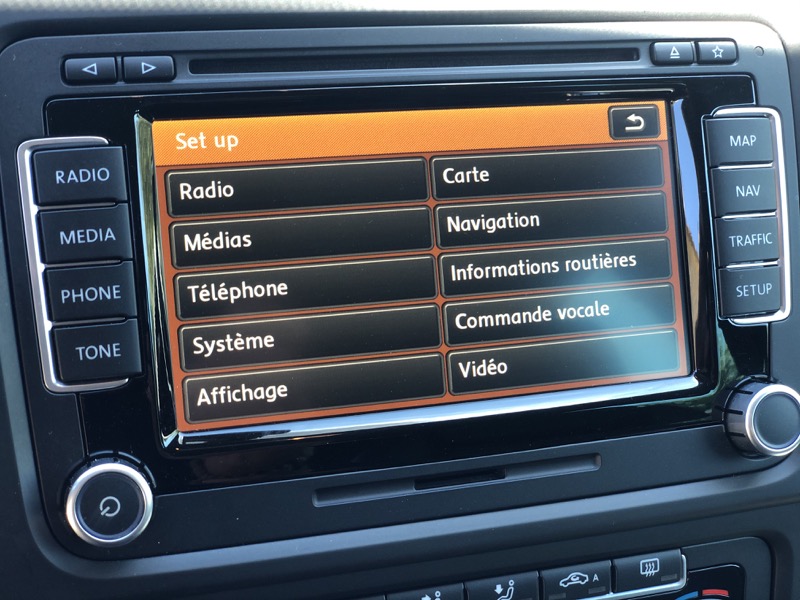 Set up
RADIO
MEDIA
PHONE
TONE
Radio
Médias
Téléphone
Système
Affichage
Carte
Navigation
Informations routières
Commande vocale
Vidéo
MAP
NAV
TRAFFIC
SETUP
A